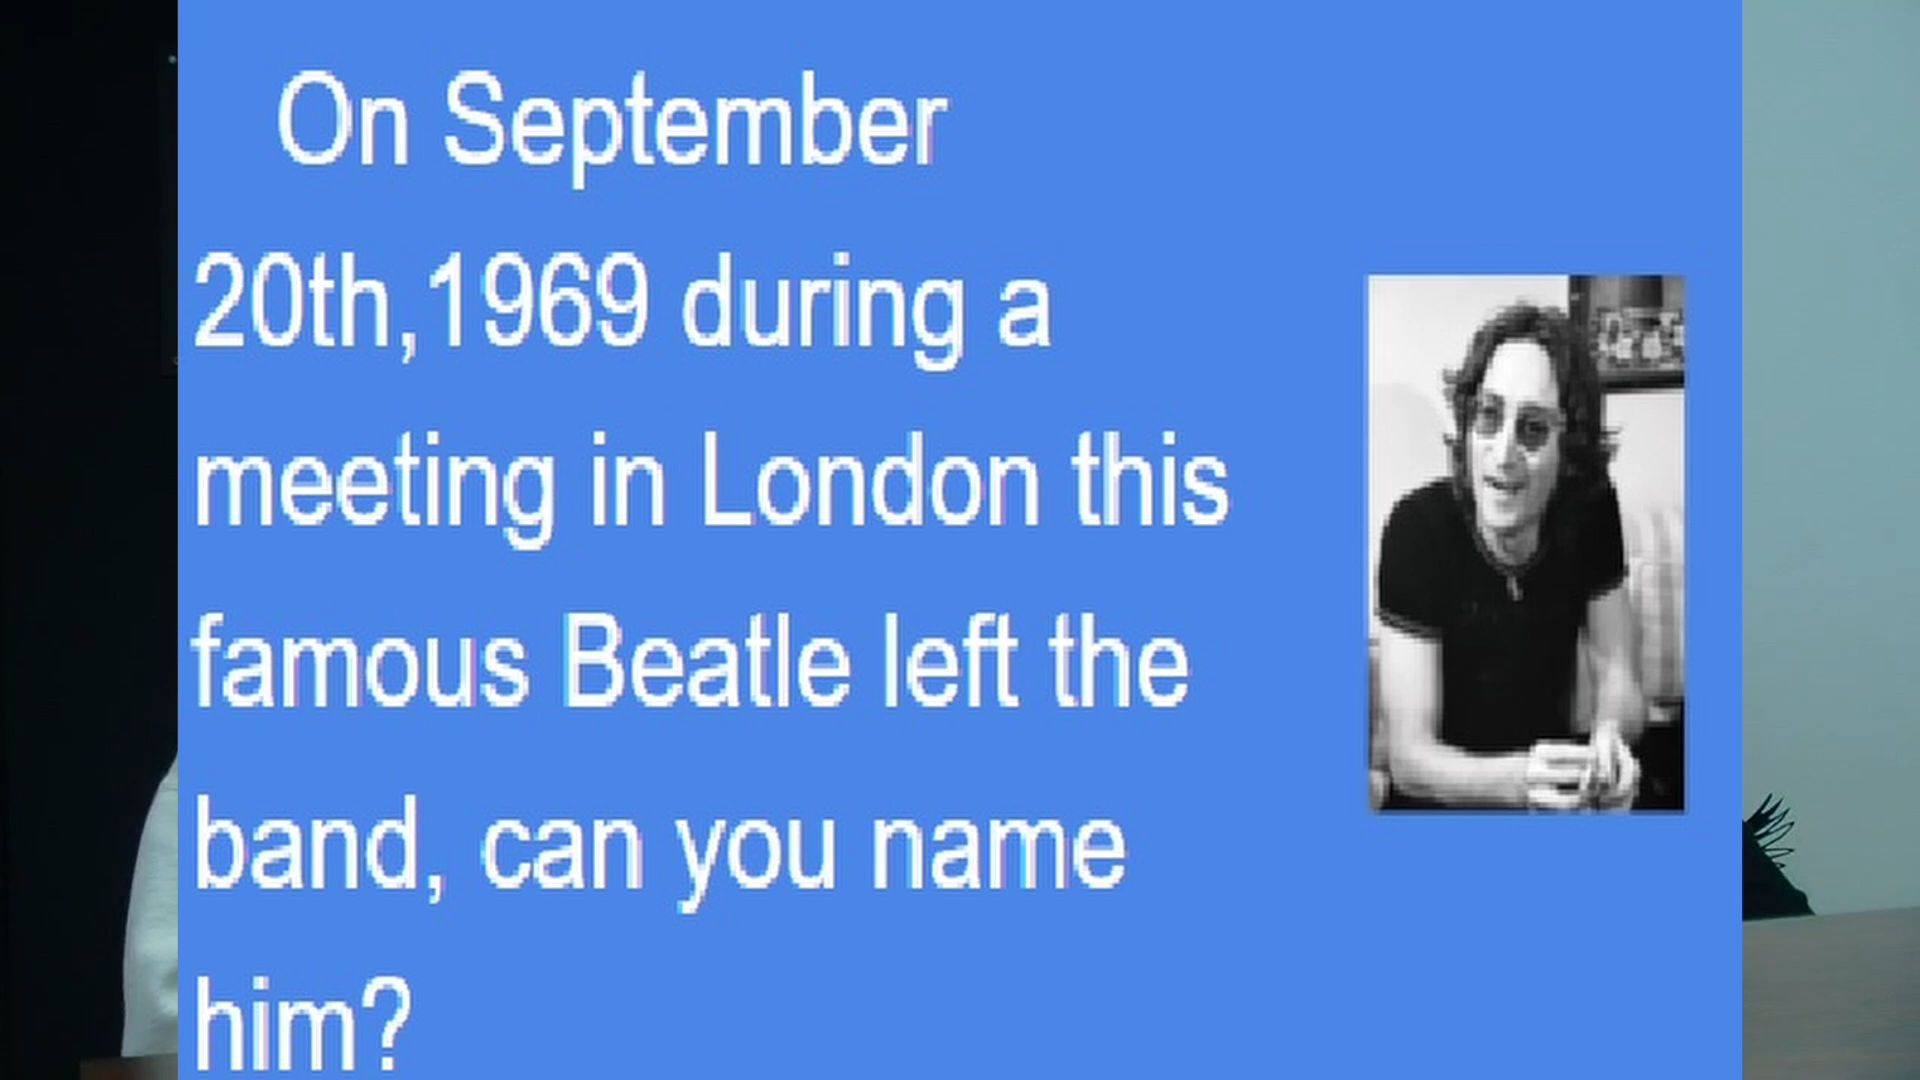 On September
20th,1969 during a
meeting in London this
famous Beatle left the
band, can you name
him?